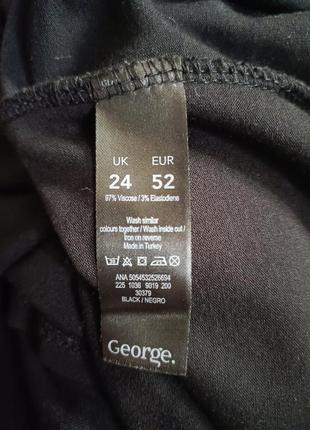 UK EUR
24 52
97% Viscose / 3% Elastodiene
Wash similar
colours together / Wash inside out /
Iron on reverse
Made in Turkey
ANA 5054532526694
225 1036 9019 200
30379
BLACK / NEGRO
George.